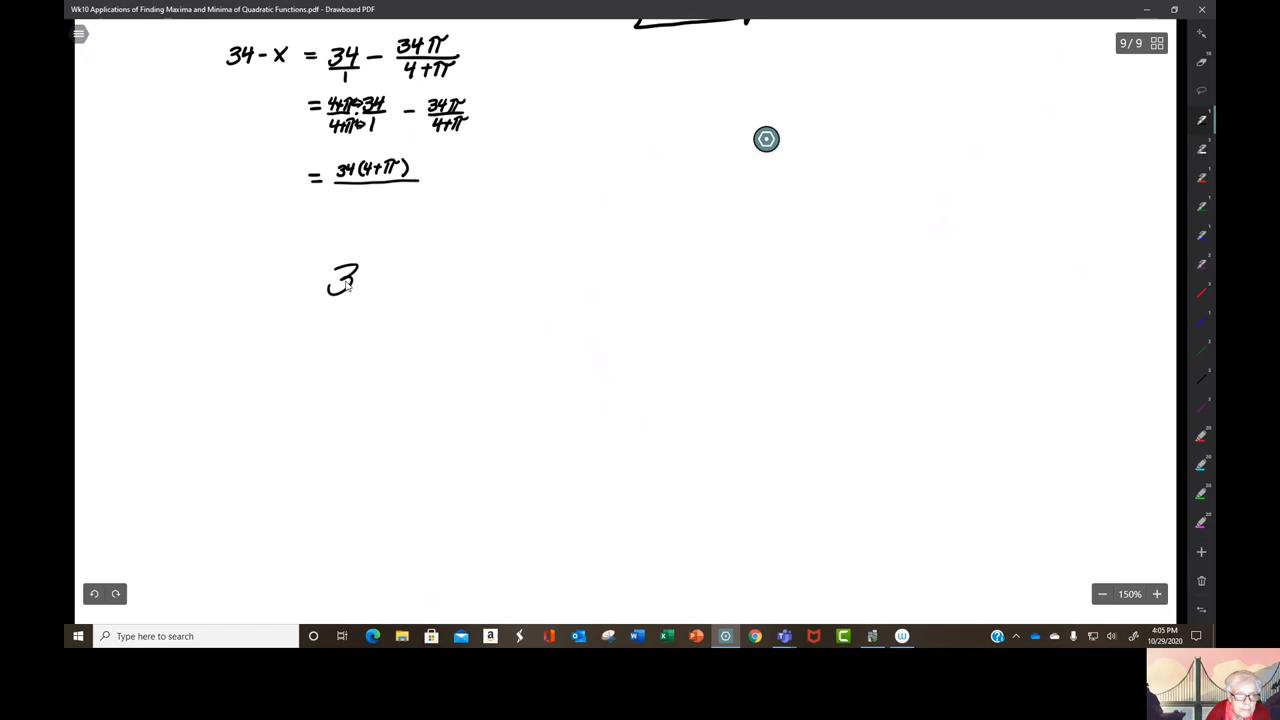 Wk10 Applications of Finding Maxima and Minima of Quadratic Functions.pdf - Drawboard PDF
9/9
34 - x = 34/1 - 34π/(4+π)
= (4+π)/(4+π) · 34/1 - 34π/(4+π)
= 34(4+π)
3
150%
Type here to search
4:05 PM
10/29/2020